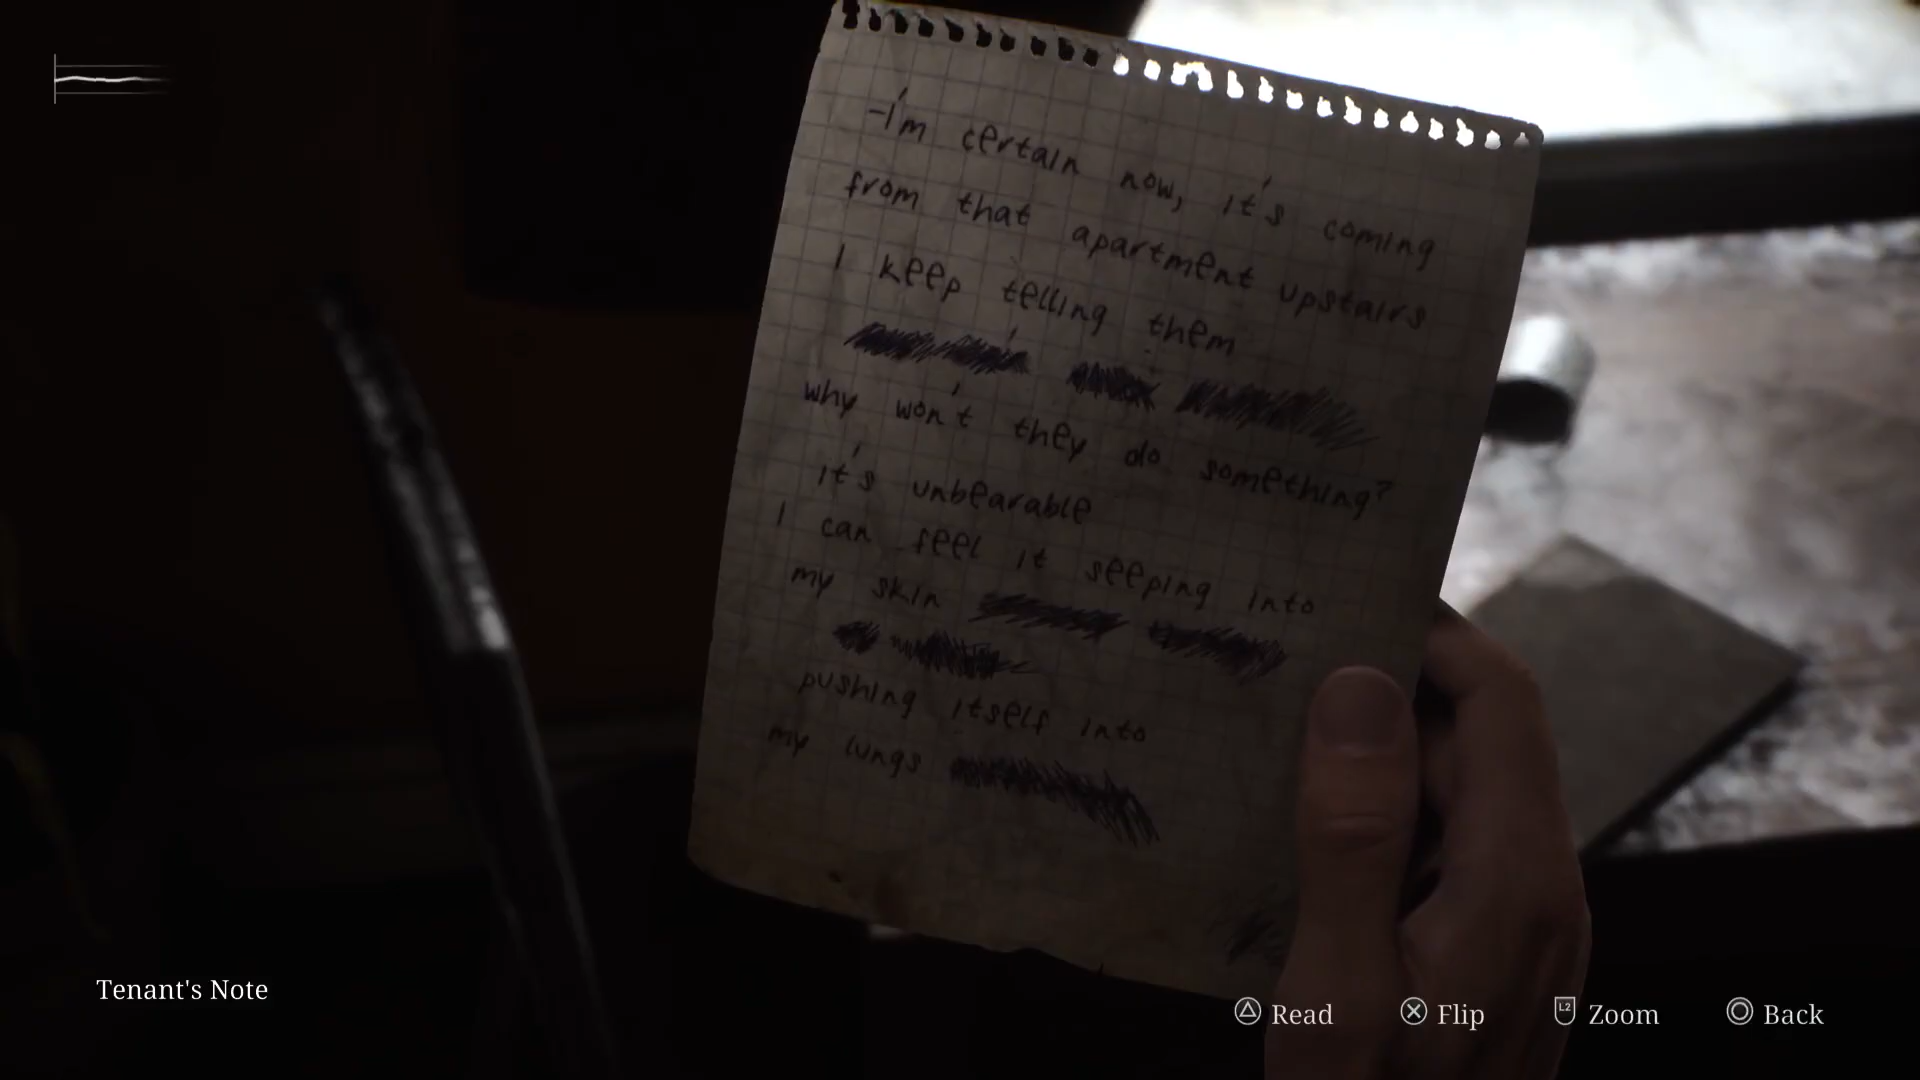 -I'm certain now, it's coming
from that apartment upstairs
I keep telling them
why won't they do something?
it's unbearable
I can feel it seeping into
my skin
pushing itself into
my lungs
Tenant's Note
Read
Flip
L2 Zoom
Back